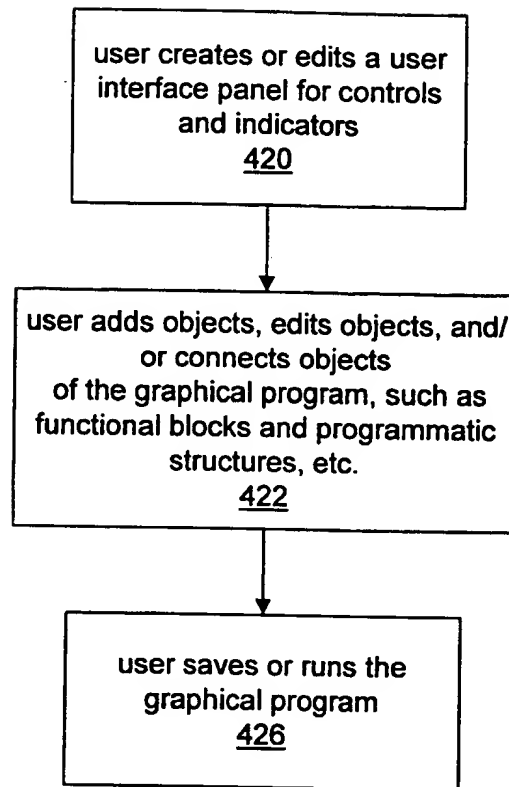 user creates or edits a user
interface panel for controls
and indicators
420
user adds objects, edits objects, and/
or connects objects
of the graphical program, such as
functional blocks and programmatic
structures, etc.
422
user saves or runs the
graphical program
426